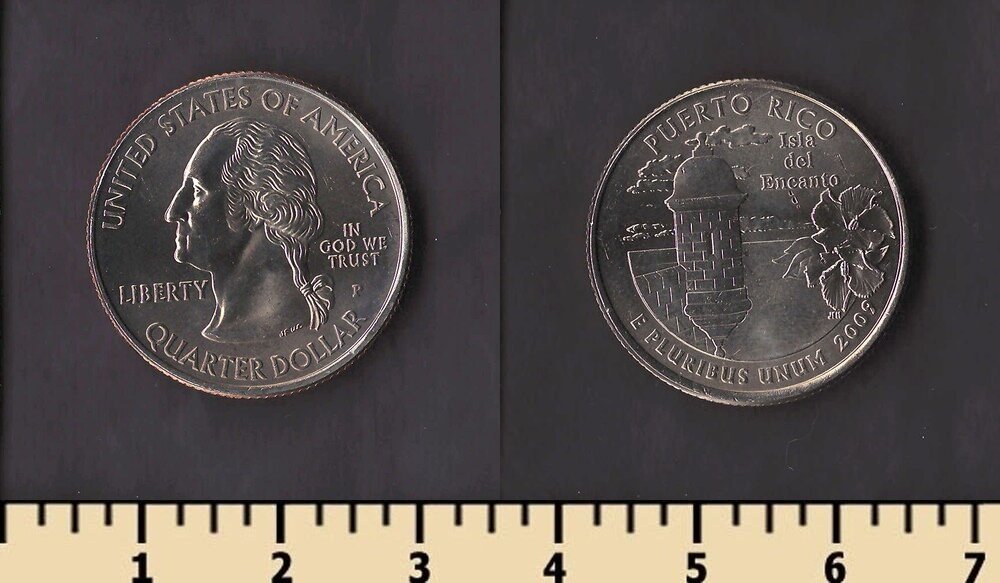 UNITED STATES OF AMERICA
IN
GOD WE
TRUST
P
LIBERTY
QUARTER DOLLAR
PUERTO RICO
Isla
del
Encanto
E PLURIBUS UNUM 2009
1 2 3 4 5 6 7